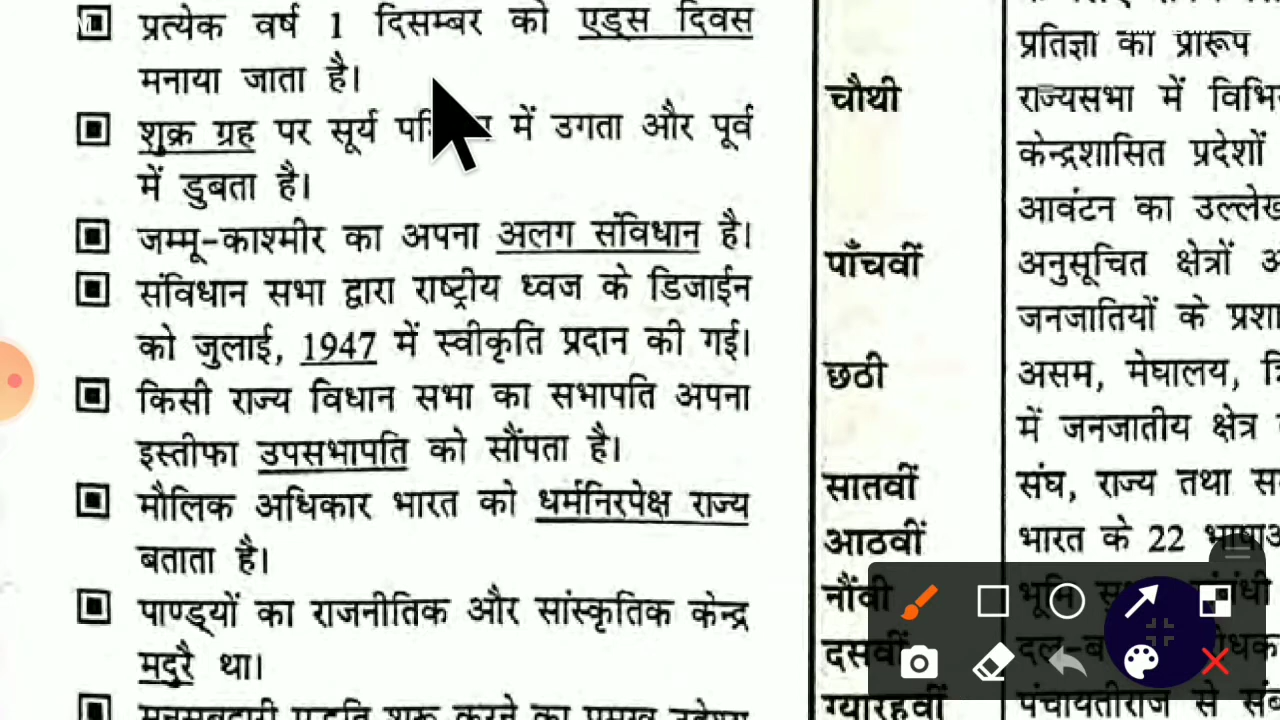 प्रत्येक वर्ष 1 दिसम्बर को एड्स दिवस
मनाया जाता है।
शुक्र ग्रह पर सूर्य में उगता और पूर्व
में डुबता है।
जम्मू-काश्मीर का अपना अलग संविधान है।
संविधान सभा द्वारा राष्ट्रीय ध्वज के डिजाईन
को जुलाई, 1947 में स्वीकृति प्रदान की गई।
किसी राज्य विधान सभा का सभापति अपना
इस्तीफा उपसभापति को सौंपता है।
मौलिक अधिकार भारत को धर्मनिरपेक्ष राज्य
बताता है।
पाण्ड्यों का राजनीतिक और सांस्कृतिक केन्द्र
मदुरै था।
प्रतिज्ञा का प्रारूप
चौथी राज्यसभा में
केन्द्रशासित प्रदेशों
आवंटन का
पाँचवीं अनुसूचित क्षेत्रों
जनजातियों के
छठी असम, मेघालय,
में जनजातीय क्षेत्र
सातवीं संघ, राज्य तथा
आठवीं भारत के 22
नौंवी भूमि
दसवीं
ग्यारहवीं पंचायतीराज से